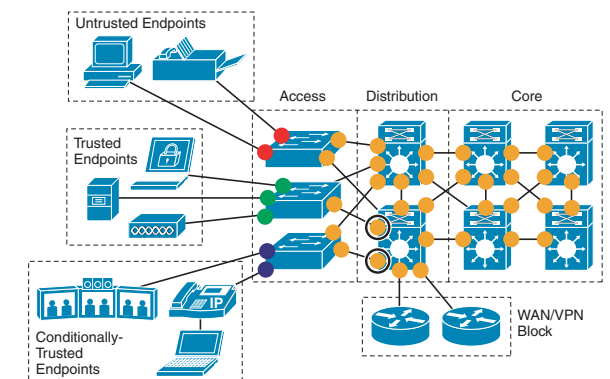 Untrusted Endpoints
Access
Distribution
Core
Trusted
Endpoints
IP
Conditionally-
Trusted
Endpoints
WAN/VPN
Block